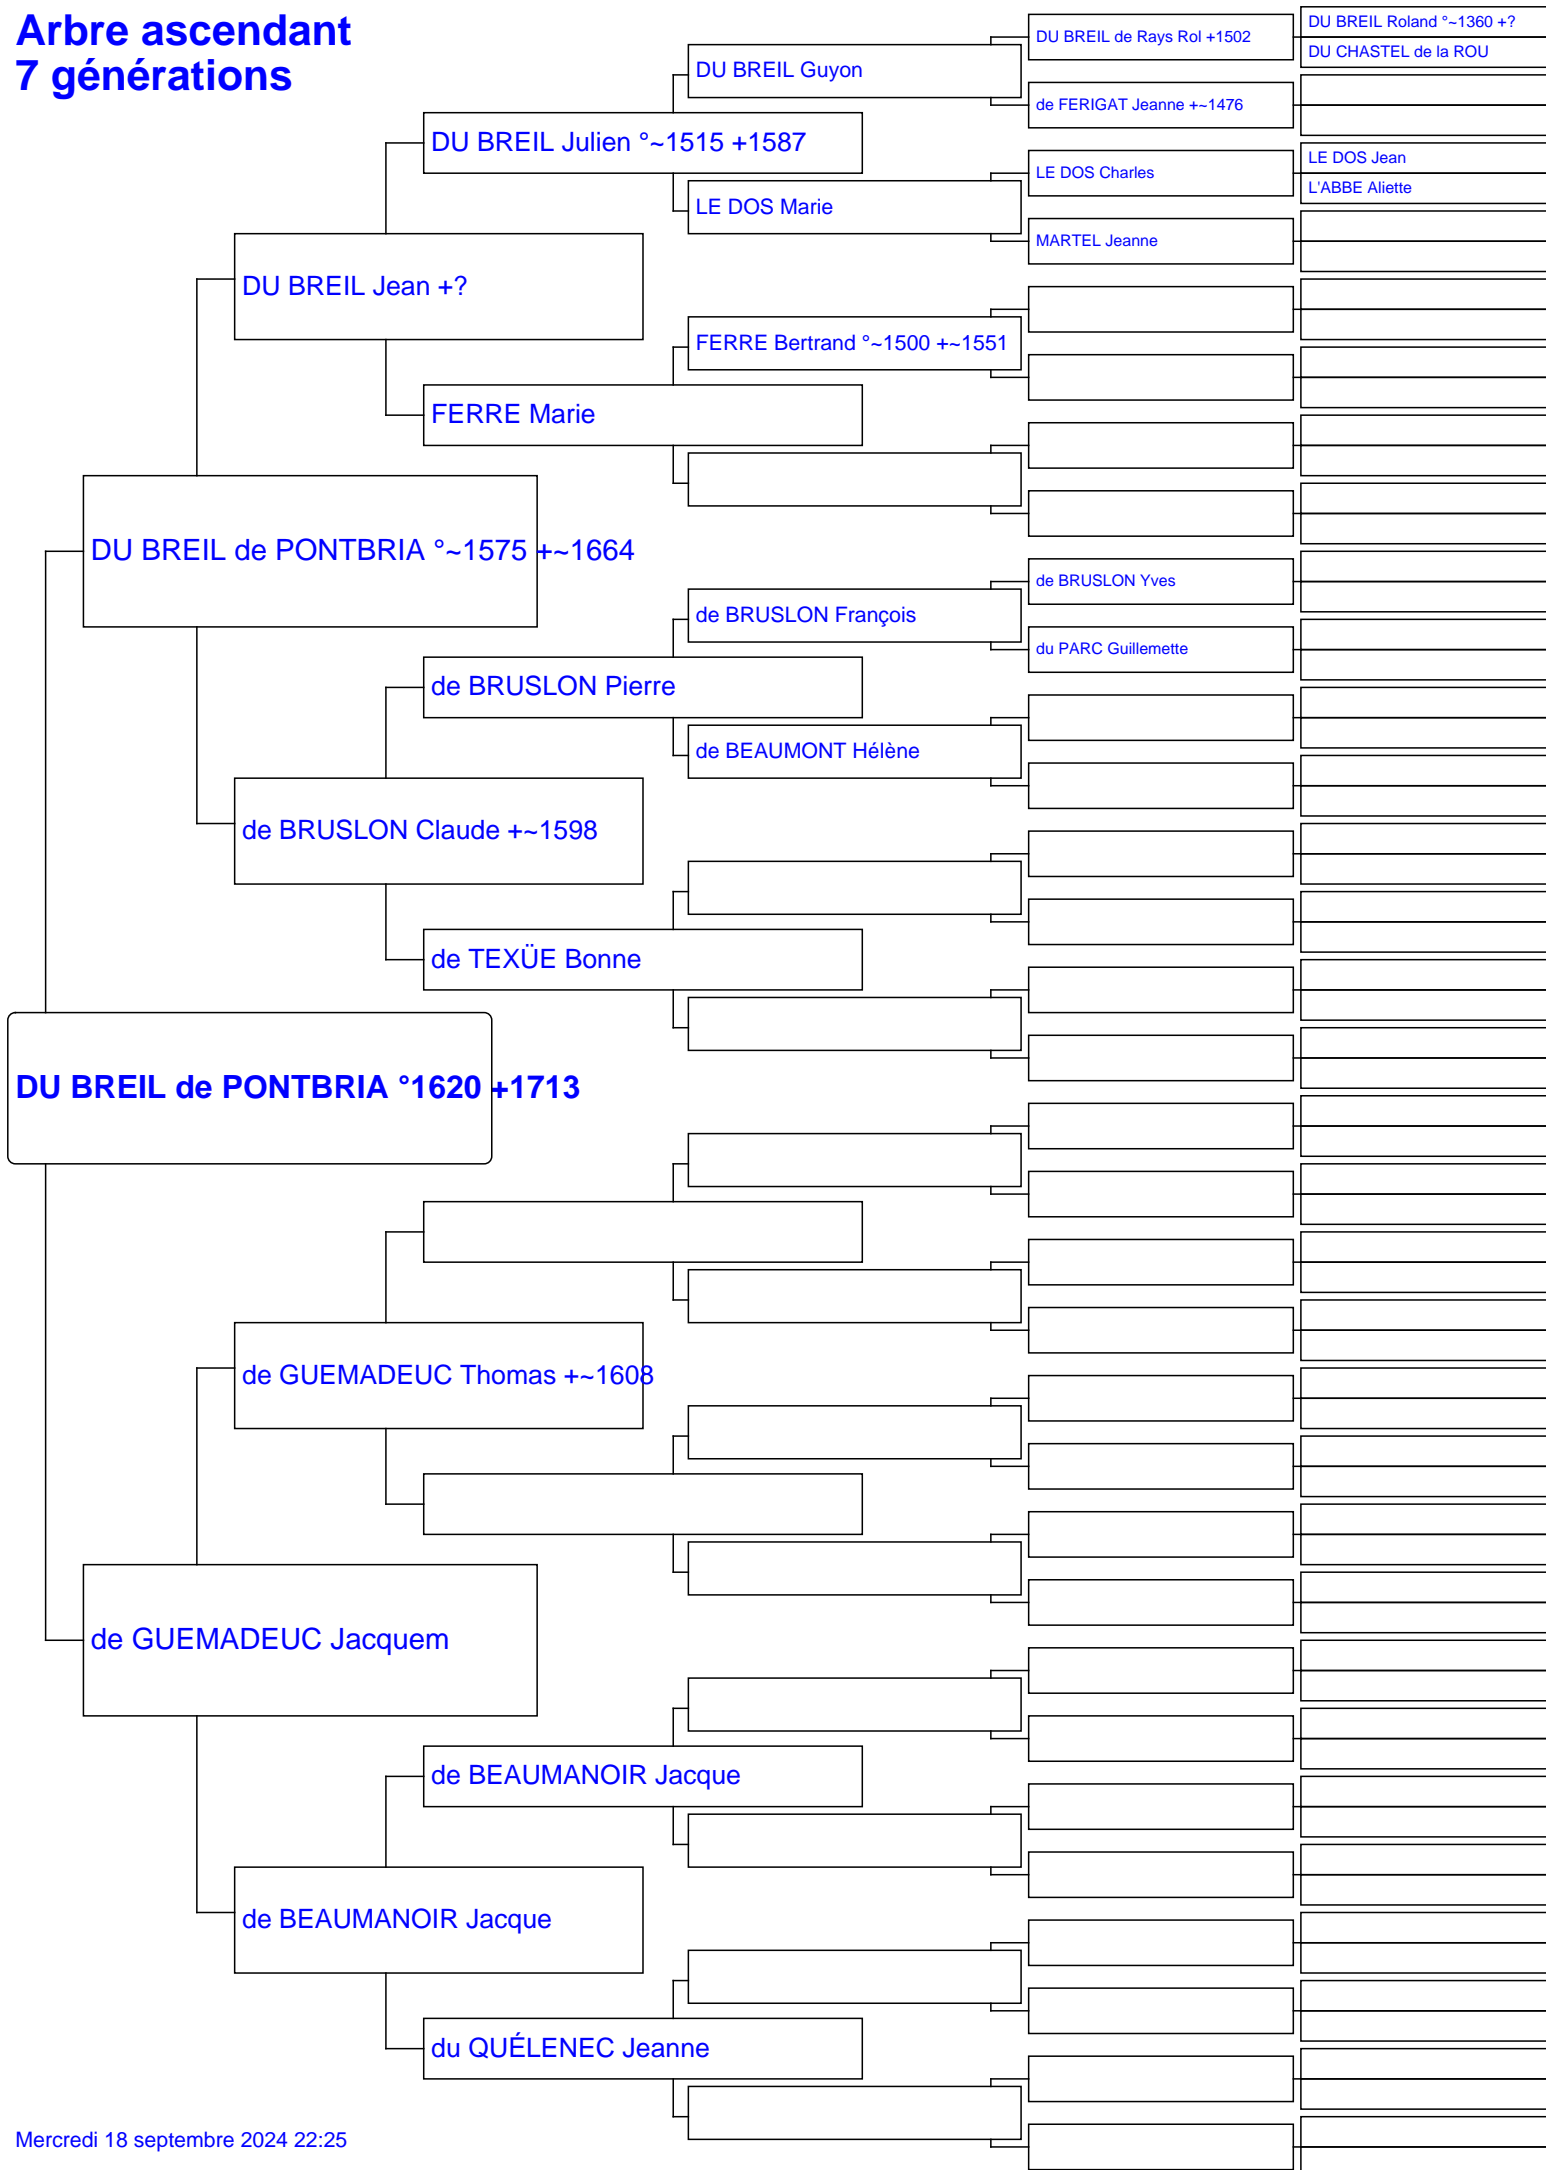 Arbre ascendant
7 générations
DU BREIL Roland °~1360 +?
DU BREIL de Rays Rol +1502
DU CHASTEL de la ROU
DU BREIL Guyon
de FERIGAT Jeanne +~1476
DU BREIL Julien °~1515 +1587
LE DOS Jean
LE DOS Charles
L'ABBE Aliette
LE DOS Marie
MARTEL Jeanne
DU BREIL Jean +?
FERRE Bertrand °~1500 +~1551
FERRE Marie
DU BREIL de PONTBRIA °~1575 +~1664
de BRUSLON Yves
de BRUSLON François
du PARC Guillemette
de BRUSLON Pierre
de BEAUMONT Hélène
de BRUSLON Claude +~1598
de TEXÜE Bonne
DU BREIL de PONTBRIA °1620 +1713
de GUEMADEUC Thomas +~1608
de GUEMADEUC Jacquem
de BEAUMANOIR Jacque
de BEAUMANOIR Jacque
du QUÉLENEC Jeanne
Mercredi 18 septembre 2024 22:25